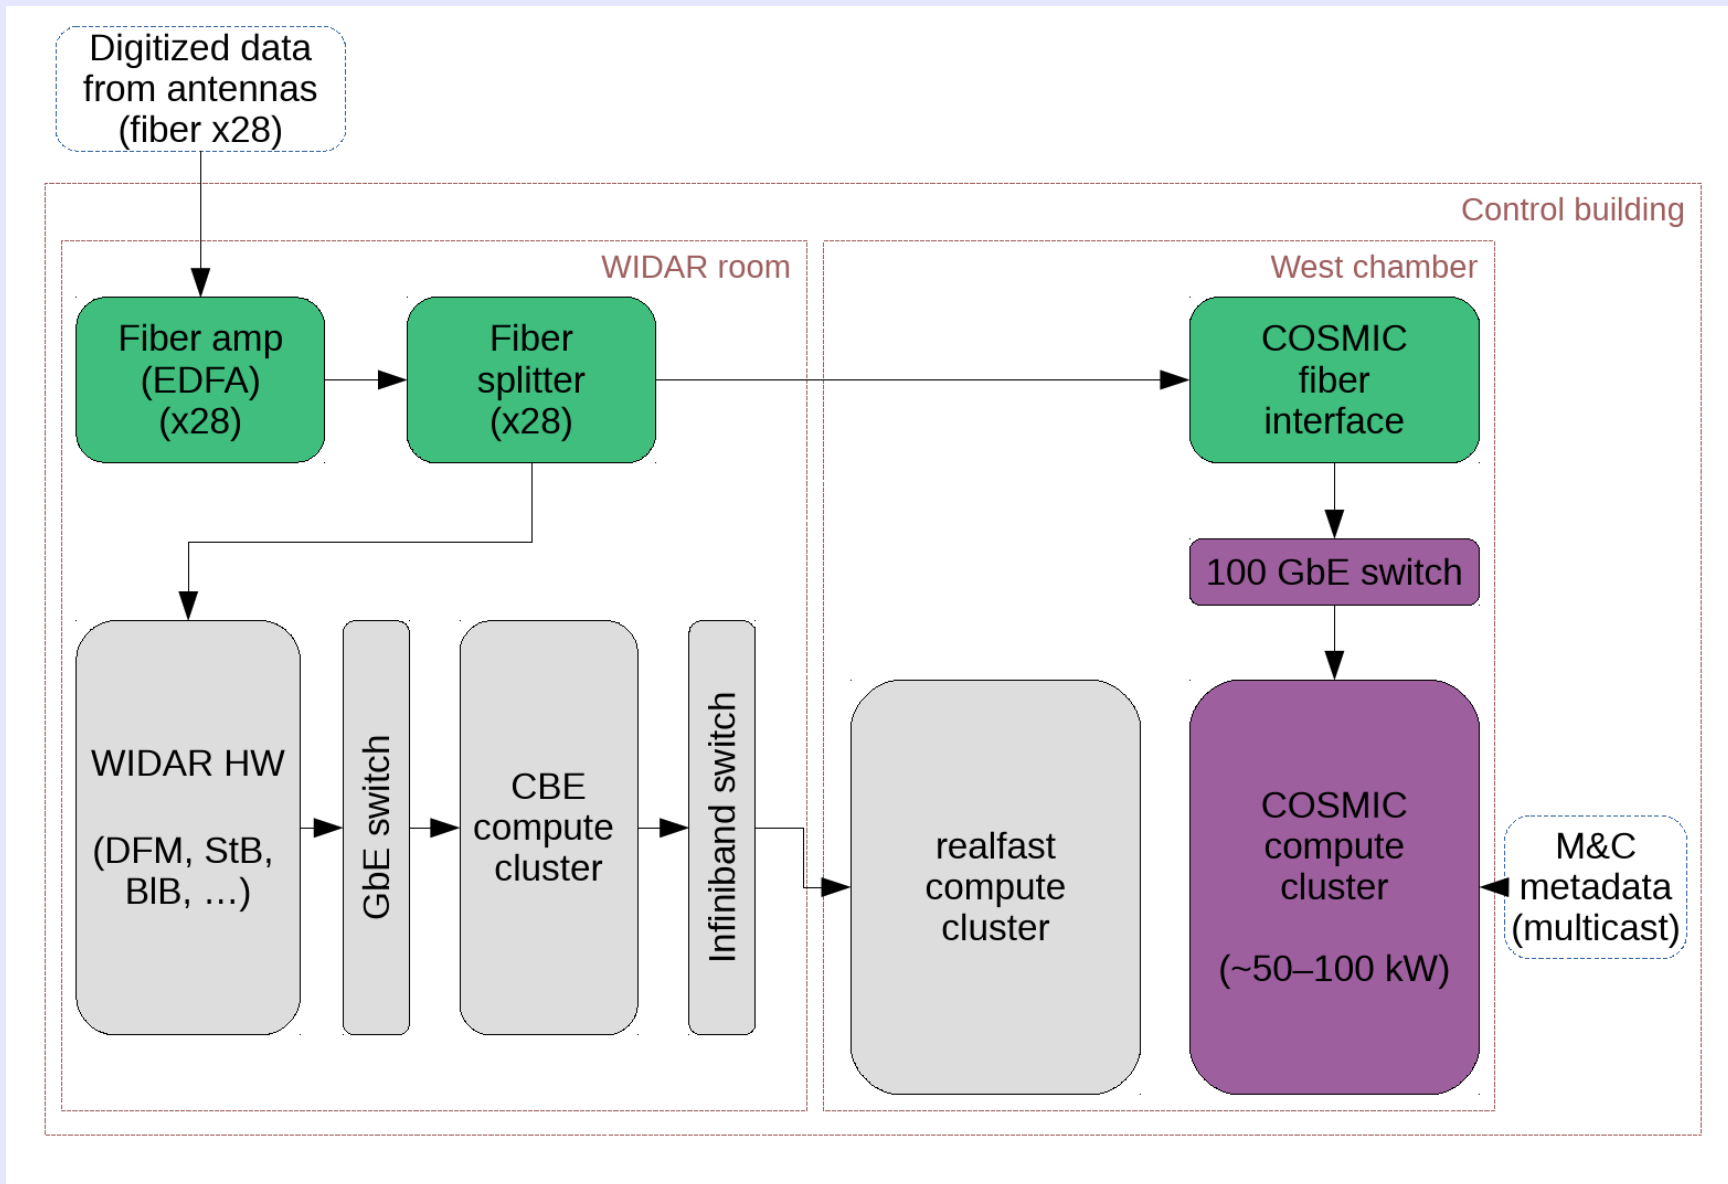 Digitized data
from antennas
(fiber x28)
Control building
WIDAR room
West chamber
Fiber amp
(EDFA)
(x28)
Fiber
splitter
(x28)
COSMIC
fiber
interface
100 GbE switch
WIDAR HW
(DFM, StB,
BlB, …)
GbE switch
CBE
compute
cluster
Infiniband switch
realfast
compute
cluster
COSMIC
compute
cluster
(~50–100 kW)
M&C
metadata
(multicast)